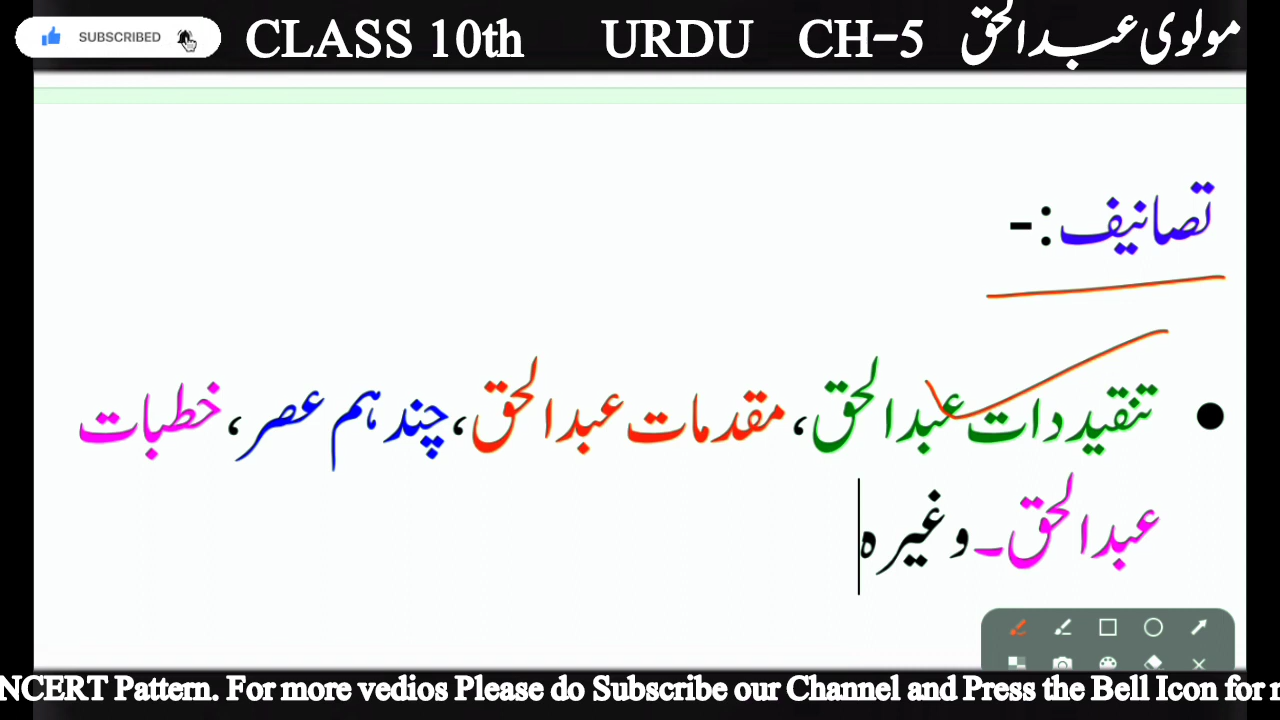 SUBSCRIBED
CLASS 10th URDU CH-5 مولوی عبدالحق
تصانیف :-
● تنقیددات عبدالحق، مقدمات عبدالحق، چند ہم عصر، خطبات
عبدالحق۔ وغیرہ
NCERT Pattern. For more vedios Please do Subscribe our Channel and Press the Bell Icon for